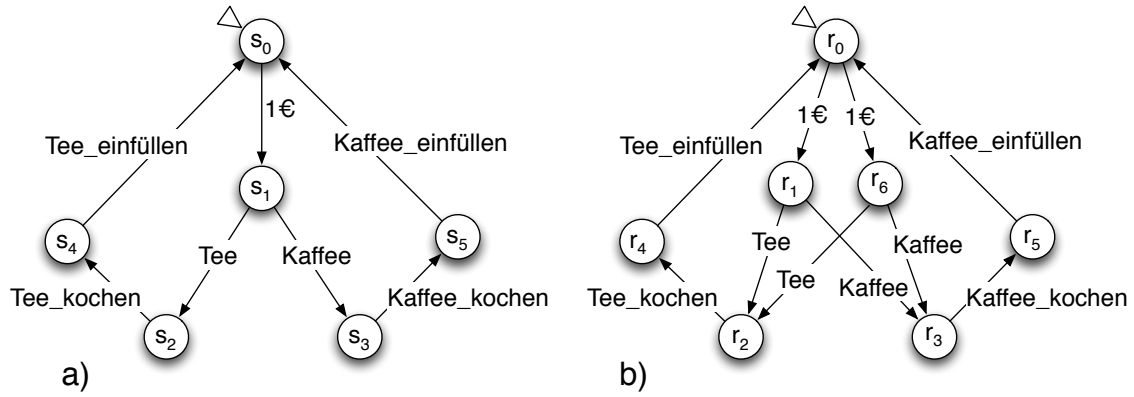 s0
1€
Tee_einfüllen
Kaffee_einfüllen
s1
s4
s5
Tee
Kaffee
Tee_kochen
Kaffee_kochen
s2
s3
a)
r0
1€
1€
Tee_einfüllen
Kaffee_einfüllen
r1
r6
r4
r5
Tee
Kaffee
Tee
Kaffee
Tee_kochen
Kaffee_kochen
r2
r3
b)